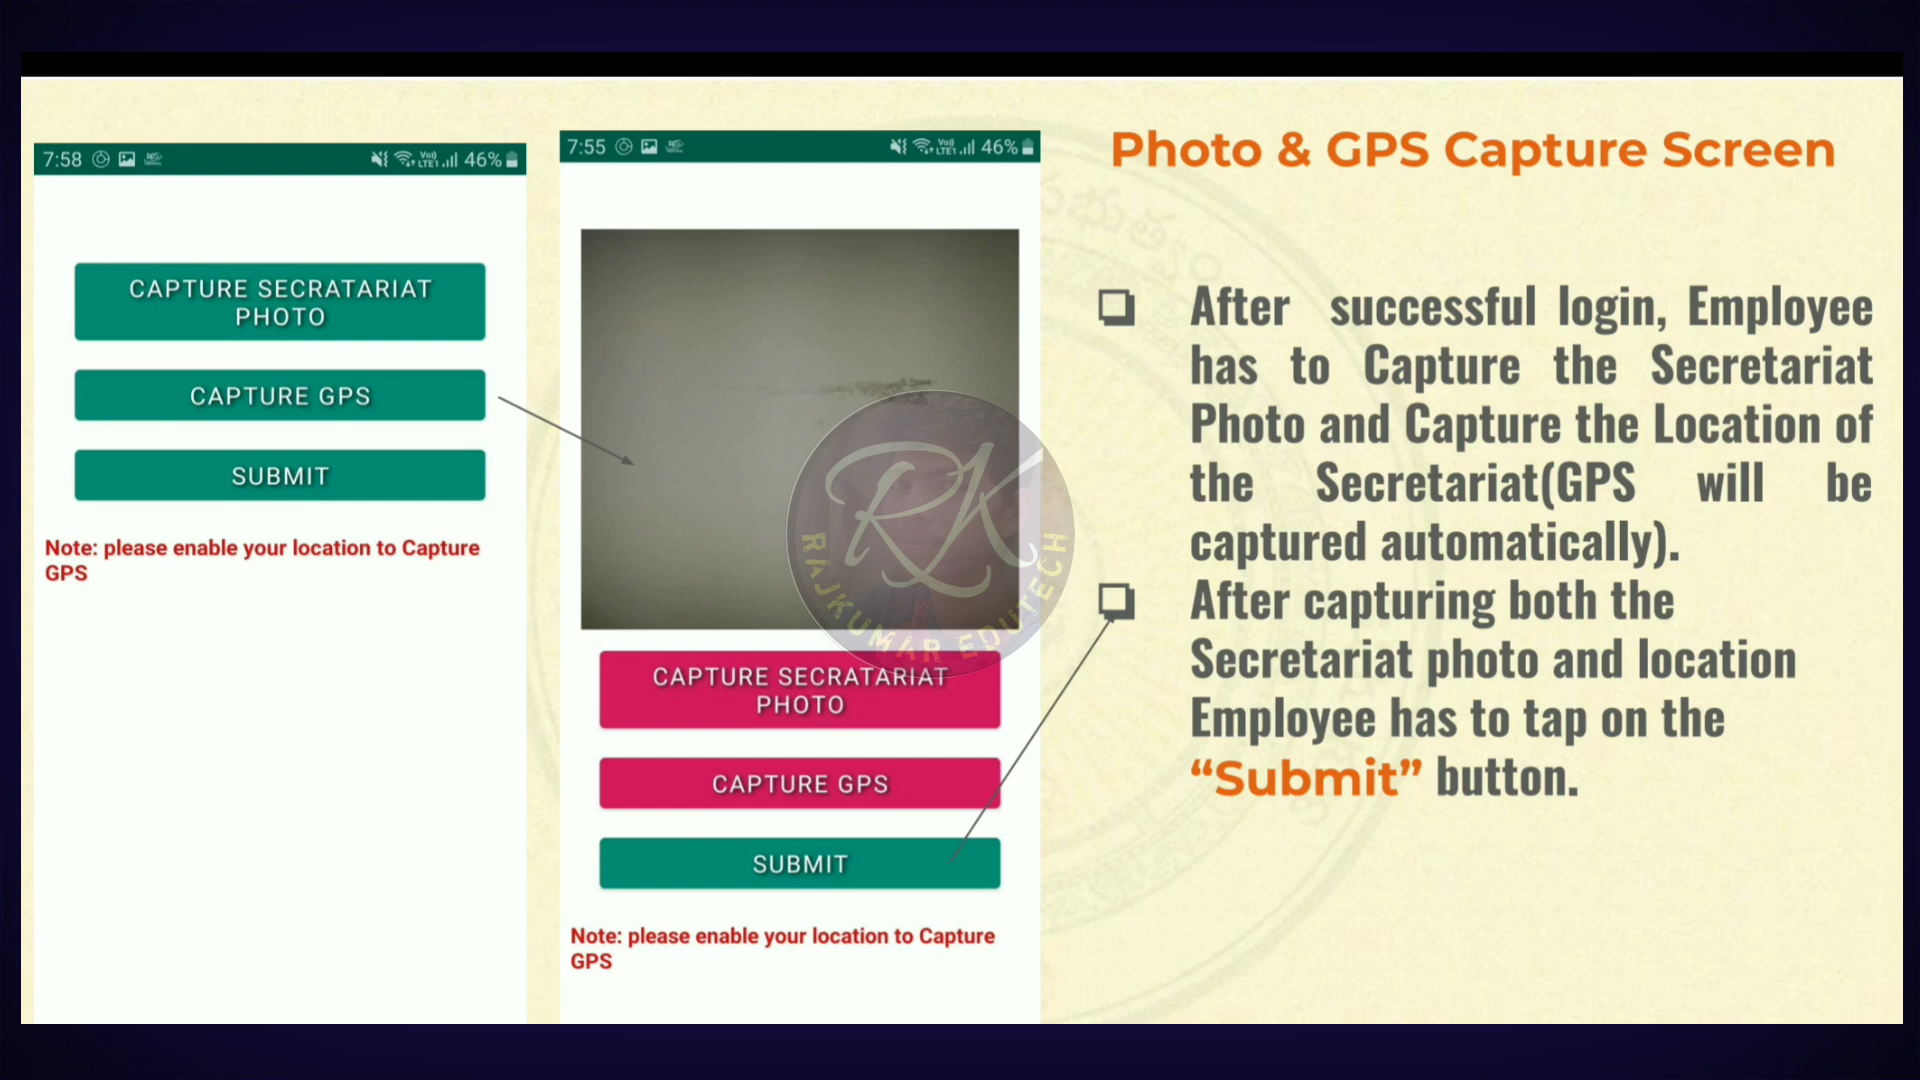 7:58
46%
CAPTURE SECRATARIAT
PHOTO
CAPTURE GPS
SUBMIT
Note: please enable your location to Capture
GPS
7:55
46%
RK
RAJKUMAR EDUTECH
CAPTURE SECRATARIAT
PHOTO
CAPTURE GPS
SUBMIT
Note: please enable your location to Capture
GPS
Photo & GPS Capture Screen
After successful login, Employee
has to Capture the Secretariat
Photo and Capture the Location of
the Secretariat(GPS will be
captured automatically).
After capturing both the
Secretariat photo and location
Employee has to tap on the
“Submit” button.